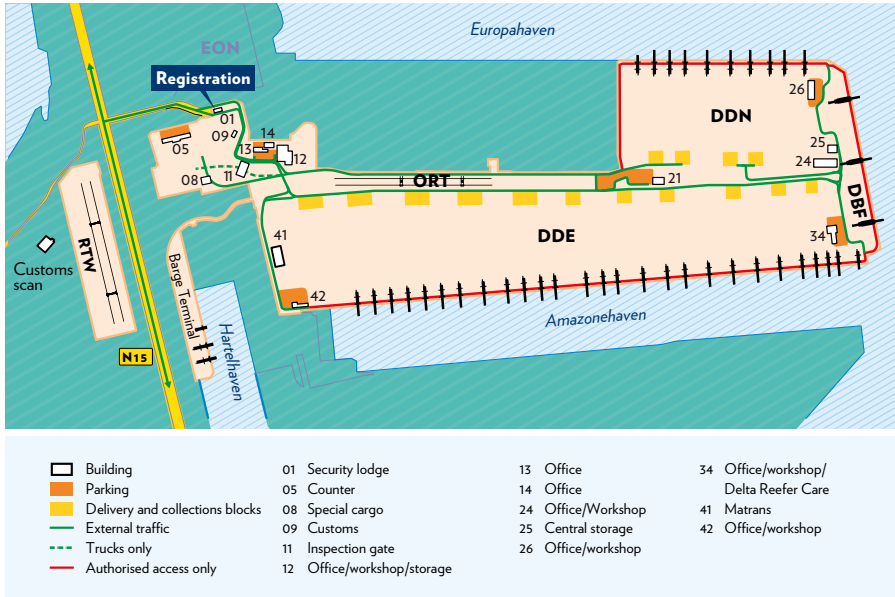 Europahaven
EON
Registration
01
09
14
13
05
12
08
11
26
DDN
25
24
ORT
21
DBF
RTW
41
DDE
34
Customs
scan
Barge Terminal
42
Amazonehaven
Hartelhaven
N15
Building
Parking
Delivery and collections blocks
External traffic
Trucks only
Authorised access only
01 Security lodge
05 Counter
08 Special cargo
09 Customs
11 Inspection gate
12 Office/workshop/storage
13 Office
14 Office
24 Office/Workshop
25 Central storage
26 Office/workshop
34 Office/workshop/
Delta Reefer Care
41 Matrans
42 Office/workshop